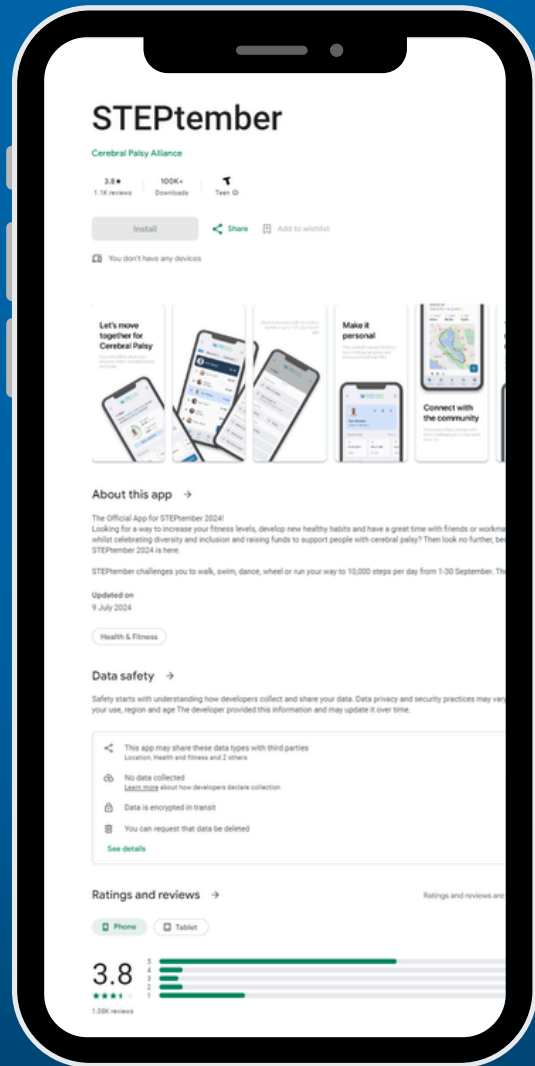 STEPtember
Cerebral Palsy Alliance
3.8★
1.1K reviews
100K+
Downloads
Teen
Install
Share
Add to wishlist
You don't have any devices
Let's move
together for
Cerebral Palsy
Make it
personal
Connect with
the community
About this app →
The Official App for STEPtember 2024!
Looking for a way to increase your fitness levels, develop new healthy habits and have a great time with friends or workma
whilst celebrating diversity and inclusion and raising funds to support people with cerebral palsy? Then look no further, bec
STEPtember 2024 is here.
STEPtember challenges you to walk, swim, dance, wheel or run your way to 10,000 steps per day from 1-30 September. The
Updated on
9 July 2024
Health & Fitness
Data safety →
Safety starts with understanding how developers collect and share your data. Data privacy and security practices may vary
your use, region and age The developer provided this information and may update it over time.
This app may share these data types with third parties
Location, Health and fitness and 2 others
No data collected
Learn more about how developers declare collection
Data is encrypted in transit
You can request that data be deleted
See details
Ratings and reviews →
Ratings and reviews are
Phone
Tablet
3.8
5
4
3
2
1
1.08K reviews